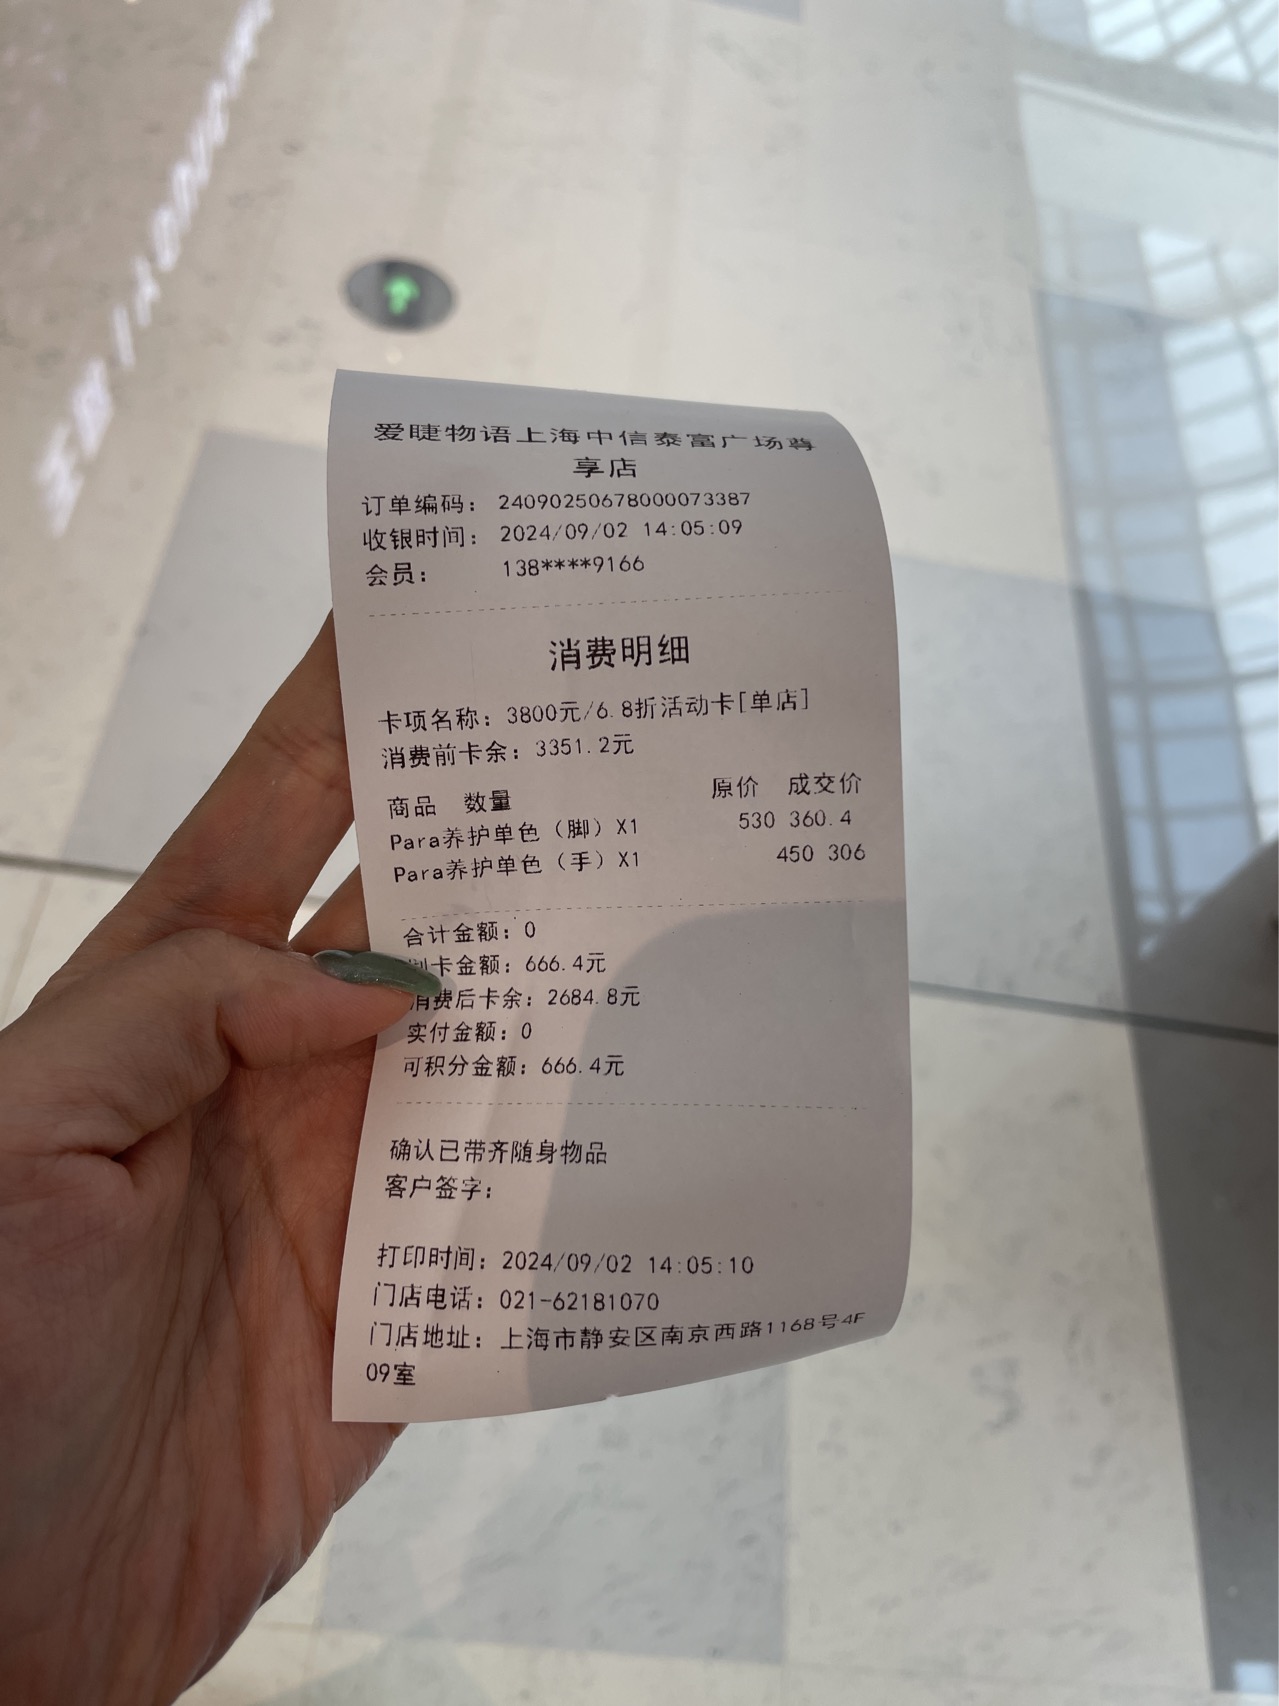 爱睫物语上海中信泰富广场尊
享店
订单编码： 24090250678000073387
收银时间： 2024/09/02 14:05:09
会员： 138****9166
消费明细
卡项名称：3800元/6.8折活动卡[单店]
消费前卡余：3351.2元
商品 数量 原价 成交价
Para养护单色（脚）X1 530 360.4
Para养护单色（手）X1 450 306
合计金额：0
划卡金额：666.4元
消费后卡余：2684.8元
实付金额：0
可积分金额：666.4元
确认已带齐随身物品
客户签字：
打印时间：2024/09/02 14:05:10
门店电话：021-62181070
门店地址：上海市静安区南京西路1168号4F
09室